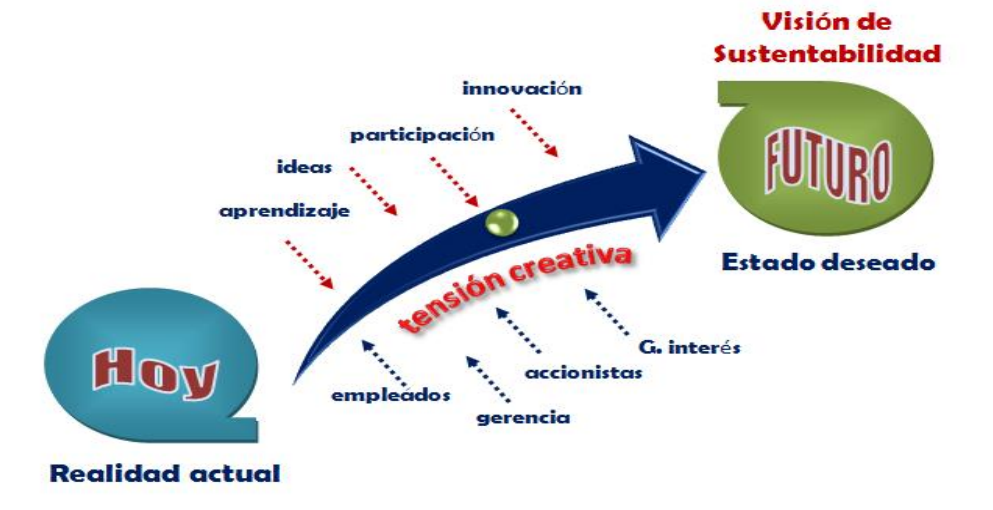 Visión de
Sustentabilidad
innovación
participación
ideas
aprendizaje
FUTURO
Estado deseado
tensión creativa
Hoy
G. interés
accionistas
empleados
gerencia
Realidad actual